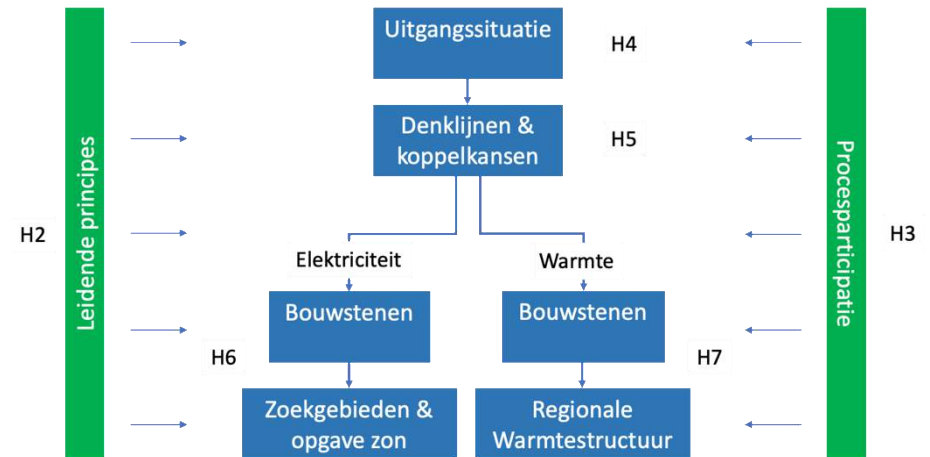 Uitgangssituatie
H4
Denklijnen &
koppelkansen
H5
H2
Leidende principes
Procesparticipatie
H3
Elektriciteit
Warmte
Bouwstenen
Bouwstenen
H6
H7
Zoekgebieden &
opgave zon
Regionale
Warmtestructuur